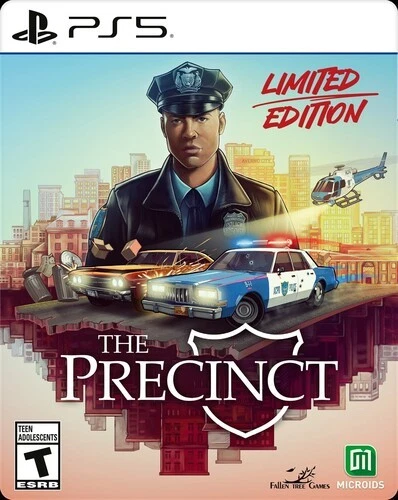 PS5
LIMITED
EDITION
THE
PRECINCT
TEEN
ADOLESCENTS
T
ESRB
FALLEN TREE GAMES
MICROIDS